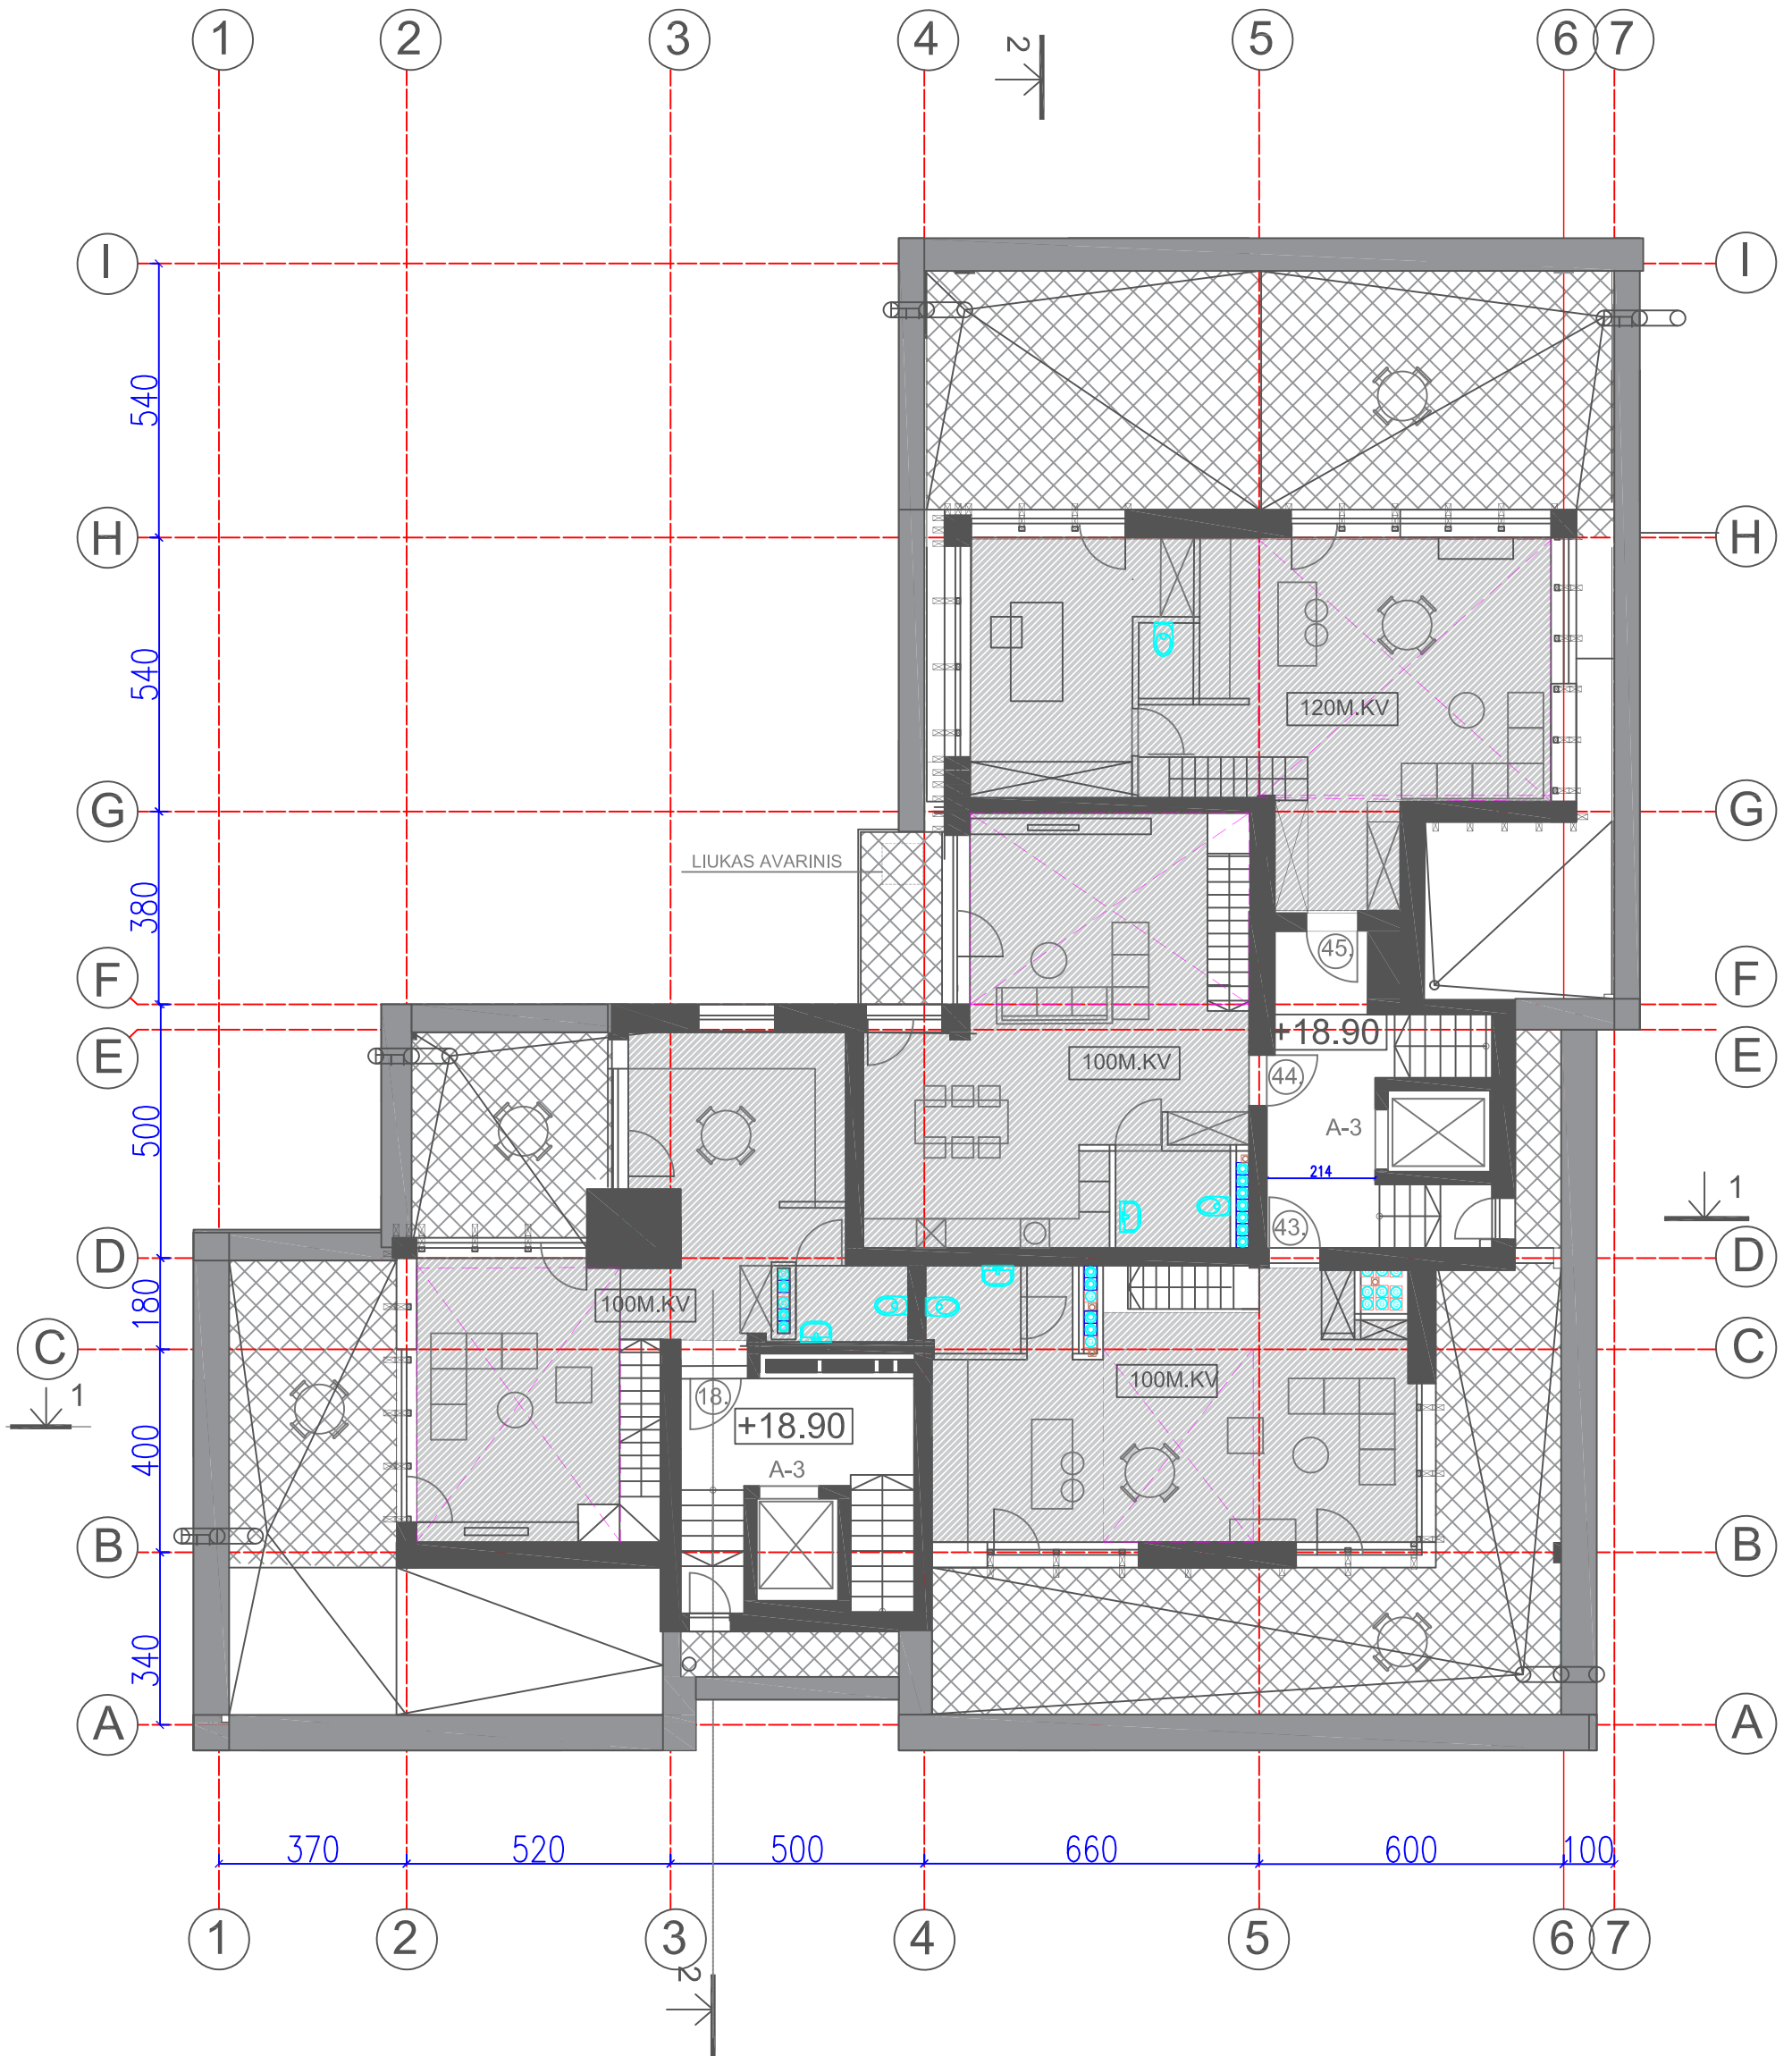 1 2 3 4 5 6 7
2
I I
540
H H
540
120M.KV
G G
LIUKAS AVARINIS
380
45.
F F
+18.90
E E
100M.KV
44.
500
A-3
214
1
43.
D D
180
100M.KV
C C
100M.KV
1
18.
+18.90
400
A-3
B B
340
A A
370 520 500 660 600 100
1 2 3 4 5 6 7
2